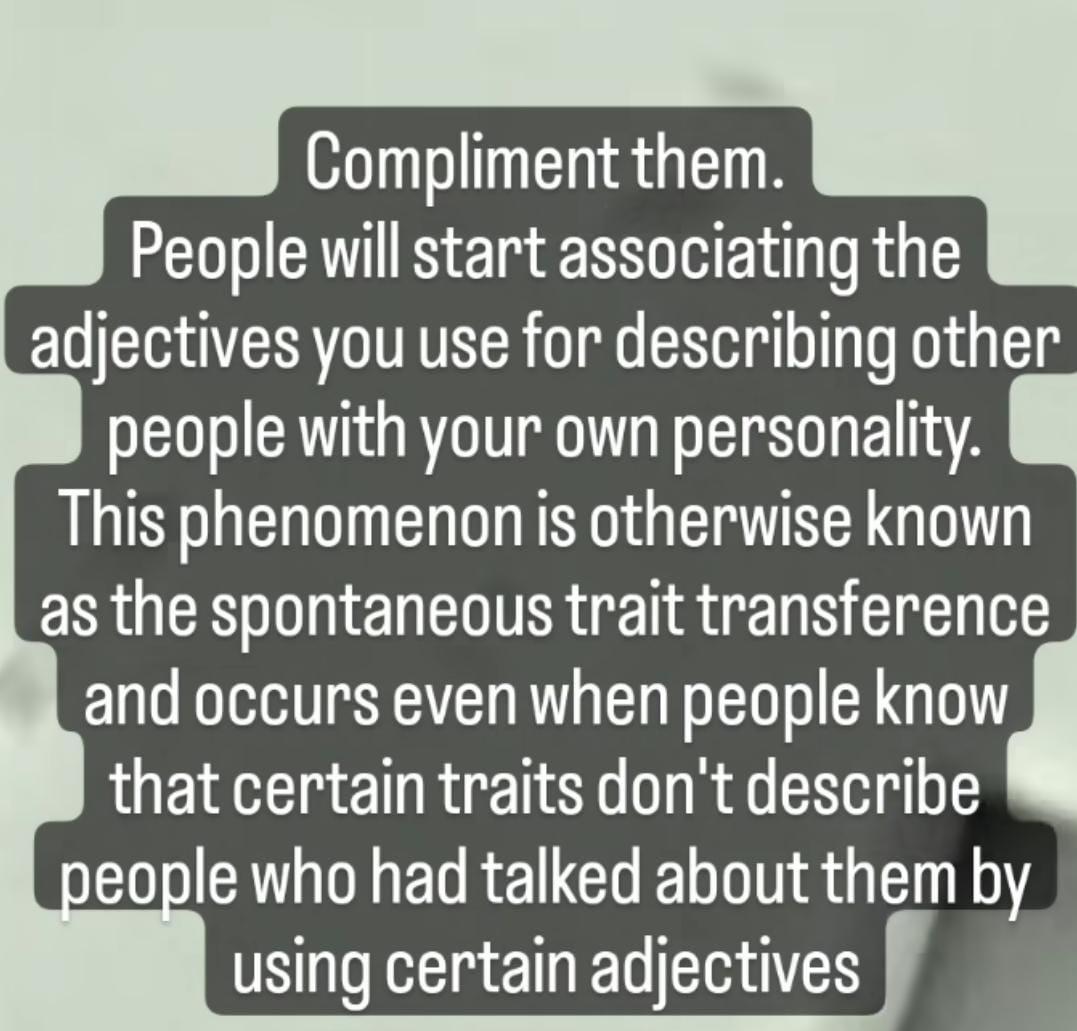 Compliment them.
People will start associating the
adjectives you use for describing other
people with your own personality.
This phenomenon is otherwise known
as the spontaneous trait transference
and occurs even when people know
that certain traits don't describe
people who had talked about them by
using certain adjectives